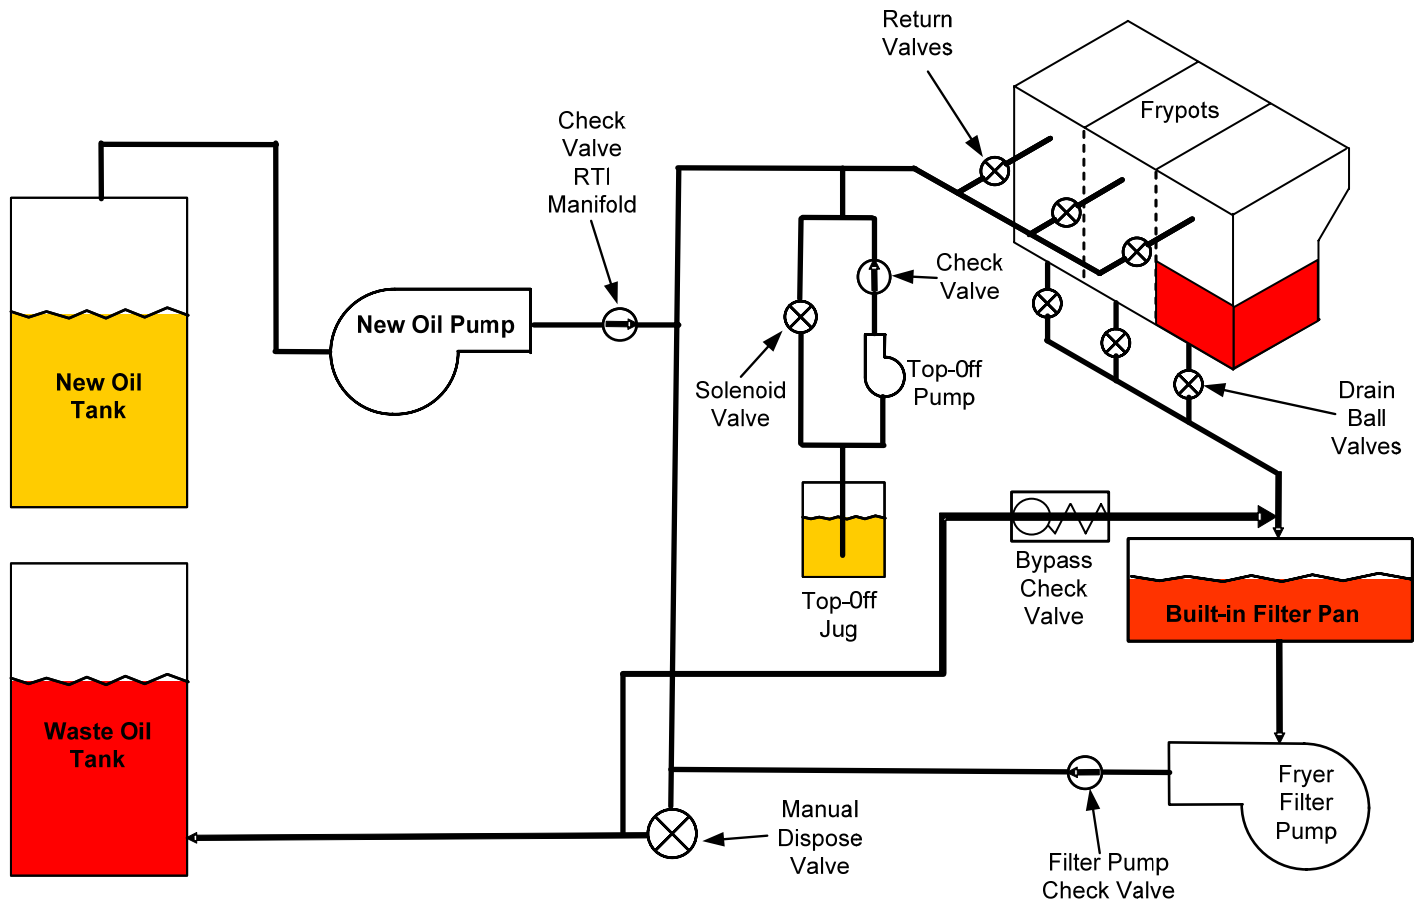 Return
Valves
Frypots
Check
Valve
RTI
Manifold
Check
Valve
New Oil Pump
New Oil
Tank
Solenoid
Valve
Top-Off
Pump
Drain
Ball
Valves
Bypass
Check
Valve
Top-Off
Jug
Built-in Filter Pan
Waste Oil
Tank
Manual
Dispose
Valve
Fryer
Filter
Pump
Filter Pump
Check Valve